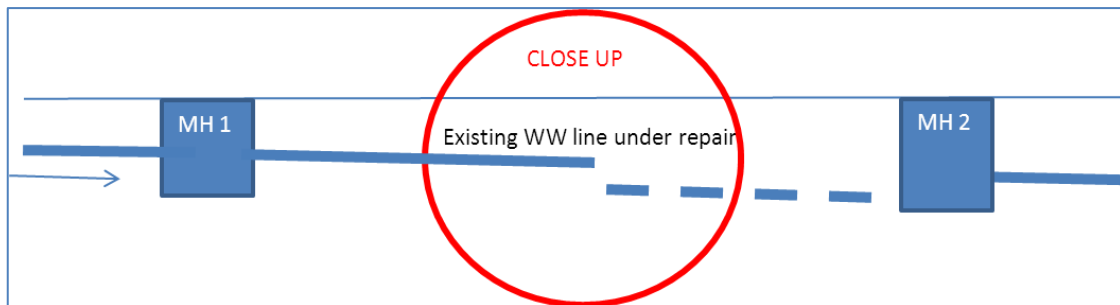 CLOSE UP
MH 1
MH 2
Existing WW line under repair